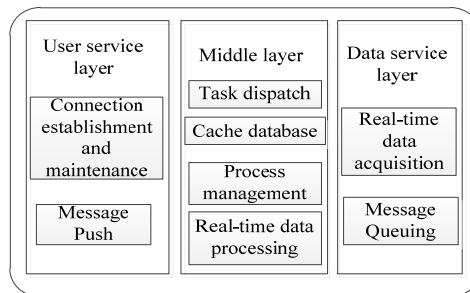 User service
layer
Connection
establishment
and
maintenance
Message
Push
Middle layer
Task dispatch
Cache database
Process
management
Real-time data
processing
Data service
layer
Real-time
data
acquisition
Message
Queuing